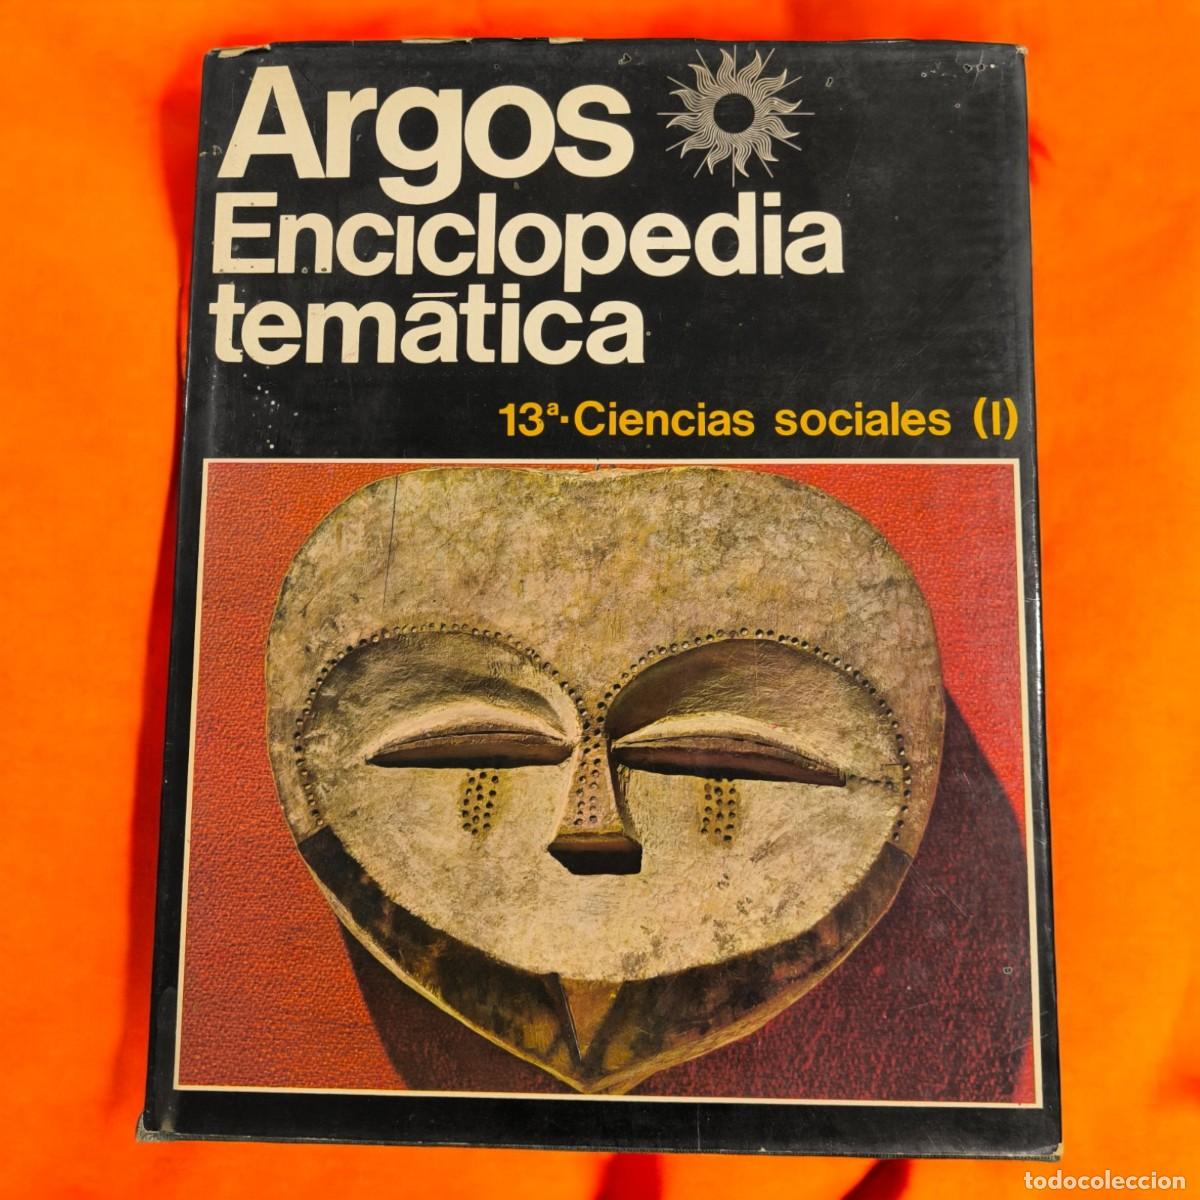 Argos
Enciclopedia
temática
13ª·Ciencias sociales (I)
todocoleccion